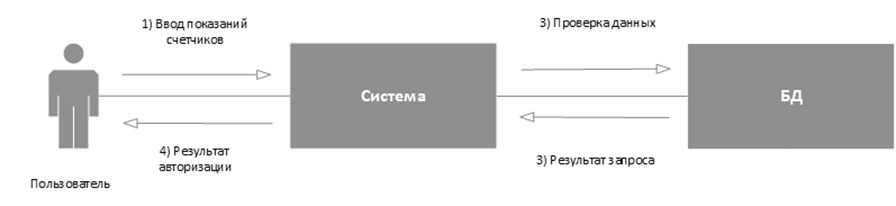 1) Ввод показаний
счетчиков
3) Проверка данных
Система
БД
4) Результат
авторизации
3) Результат запроса
Пользователь